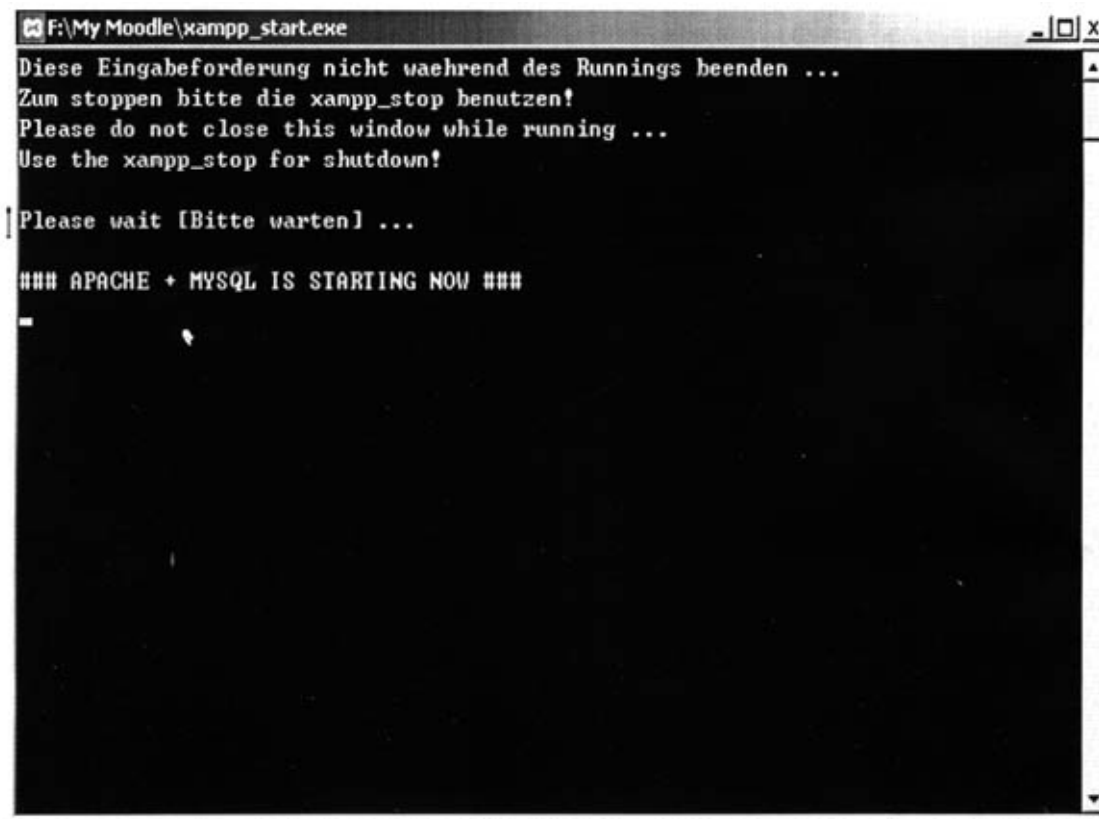 F:\My Moodle\xampp_start.exe
Diese Eingabeforderung nicht waehrend des Runnings beenden ...
Zum stoppen bitte die xampp_stop benutzen!
Please do not close this window while running ...
Use the xampp_stop for shutdown!
Please wait [Bitte warten] ...
### APACHE + MYSQL IS STARTING NOW ###